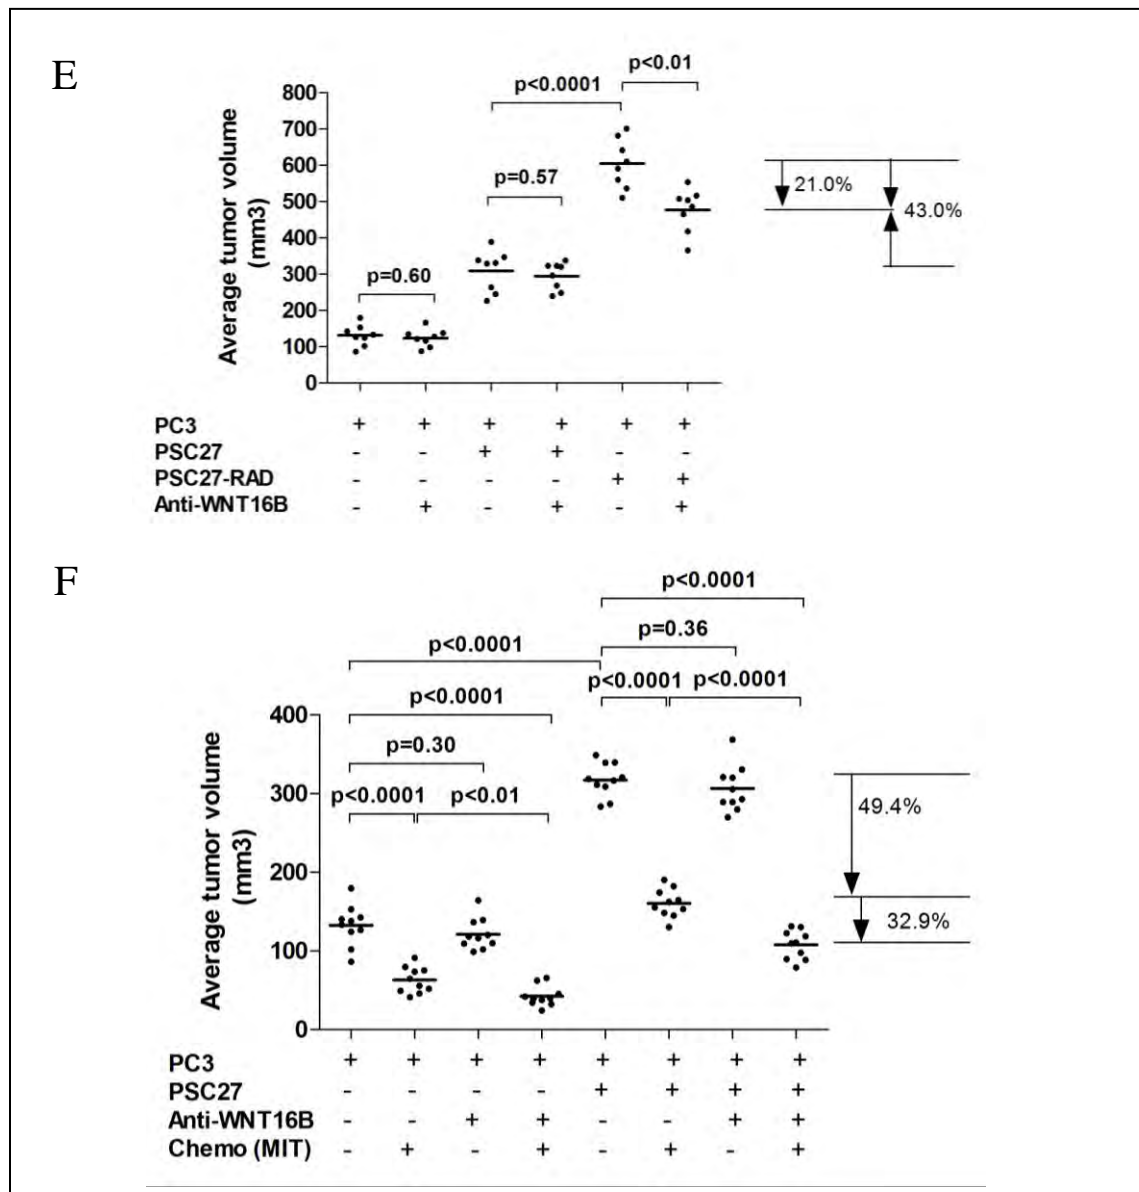 E
p<0.01
p<0.0001
p=0.57
p=0.60
Average tumor volume
(mm3)
800
700
600
500
400
300
200
100
0
21.0%
43.0%
PC3 + + + + + +
PSC27 - - + + - -
PSC27-RAD - - - - + +
Anti-WNT16B - + - + + +
F
p<0.0001
p=0.36
p<0.0001
p<0.0001 p<0.0001
p<0.0001
p=0.30
p<0.0001 p<0.01
Average tumor volume
(mm3)
400
300
200
100
0
49.4%
32.9%
PC3 + + + + + + + +
PSC27 - - - - + + + +
Anti-WNT16B - - + + - - + +
Chemo (MIT) - + - + - + - +